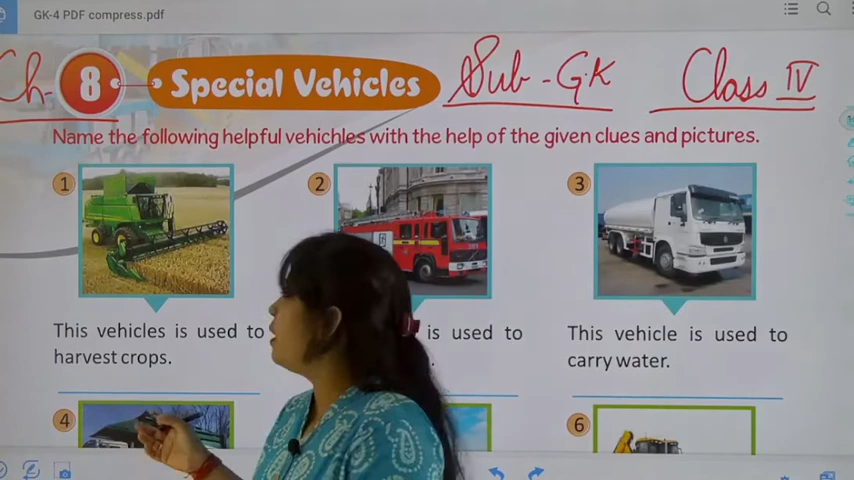 GK-4 PDF compress.pdf
Ch- 8 Special Vehicles Sub - G.K Class IV
Name the following helpful vehichles with the help of the given clues and pictures.
1 2 3
This vehicles is used to
harvest crops.
is used to
This vehicle is used to
carry water.
4 6